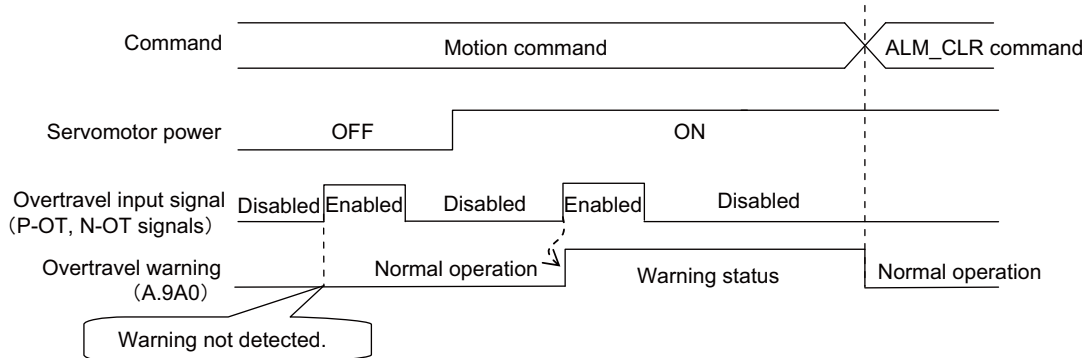 Command
Motion command
ALM_CLR command
Servomotor power
OFF
ON
Overtravel input signal
(P-OT, N-OT signals)
Disabled
Enabled
Disabled
Enabled
Disabled
Overtravel warning
(A.9A0)
Normal operation
Warning status
Normal operation
Warning not detected.